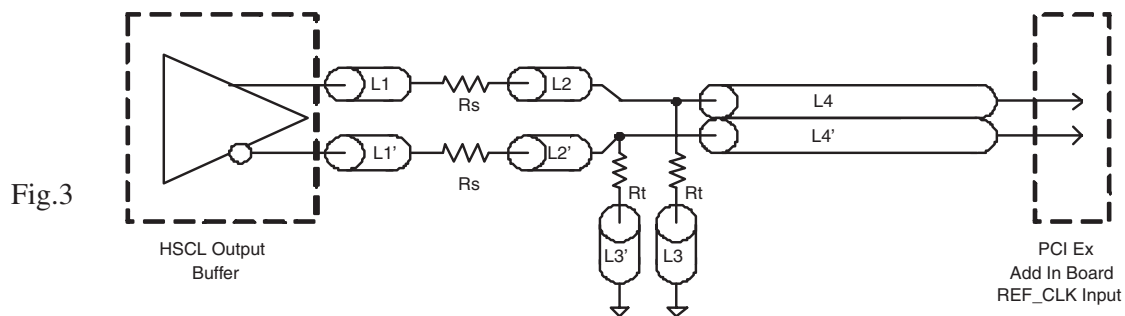 L1
Rs
L2
L4
L1'
Rs
L2'
L4'
Fig.3
Rt
Rt
L3'
L3
HSCL Output
Buffer
PCI Ex
Add In Board
REF_CLK Input